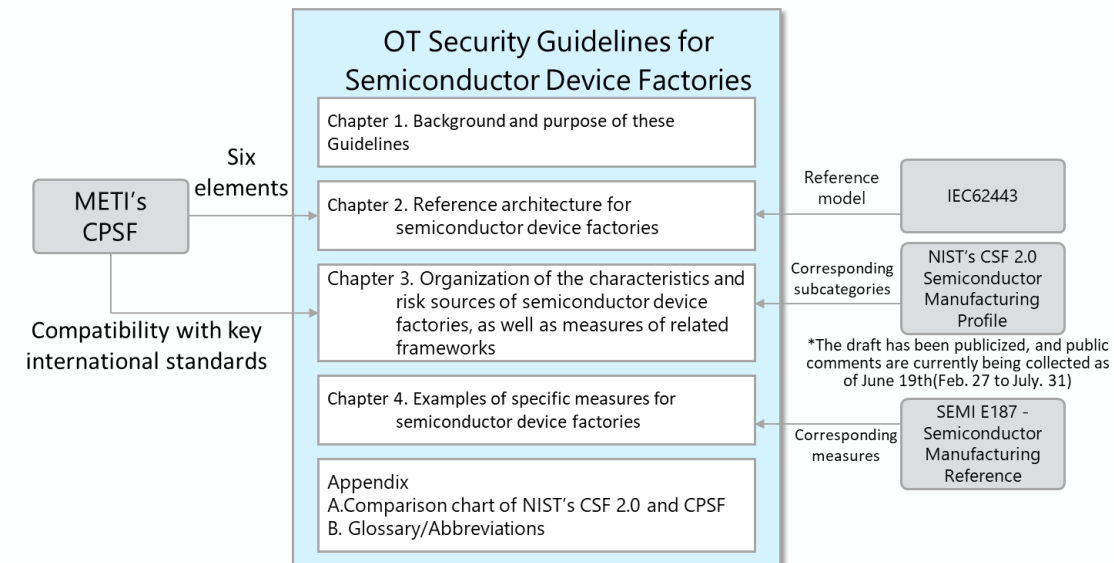 OT Security Guidelines for
Semiconductor Device Factories
Chapter 1. Background and purpose of these
Guidelines
Six
elements
METI's
CPSF
Chapter 2. Reference architecture for
semiconductor device factories
Reference
model
IEC62443
Chapter 3. Organization of the characteristics and
risk sources of semiconductor device
factories, as well as measures of related
frameworks
Corresponding
subcategories
NIST's CSF 2.0
Semiconductor
Manufacturing
Profile
Compatibility with key
international standards
*The draft has been publicized, and public
comments are currently being collected as
of June 19th(Feb. 27 to July. 31)
Chapter 4. Examples of specific measures for
semiconductor device factories
Corresponding
measures
SEMI E187 -
Semiconductor
Manufacturing
Reference
Appendix
A.Comparison chart of NIST's CSF 2.0 and CPSF
B. Glossary/Abbreviations